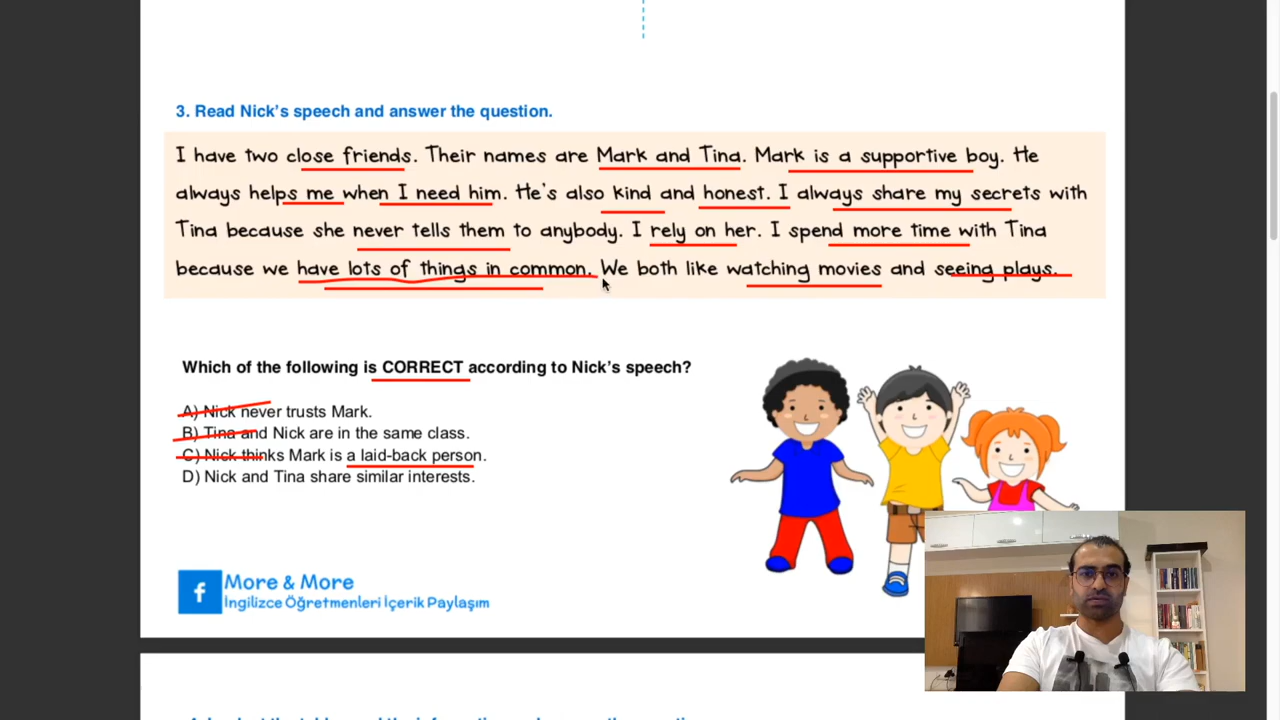 3. Read Nick's speech and answer the question.
I have two close friends. Their names are Mark and Tina. Mark is a supportive boy. He
always helps me when I need him. He's also kind and honest. I always share my secrets with
Tina because she never tells them to anybody. I rely on her. I spend more time with Tina
because we have lots of things in common. We both like watching movies and seeing plays.
Which of the following is CORRECT according to Nick's speech?
A) Nick never trusts Mark.
B) Tina and Nick are in the same class.
C) Nick thinks Mark is a laid-back person.
D) Nick and Tina share similar interests.
f More & More
İngilizce Öğretmenleri İçerik Paylaşım